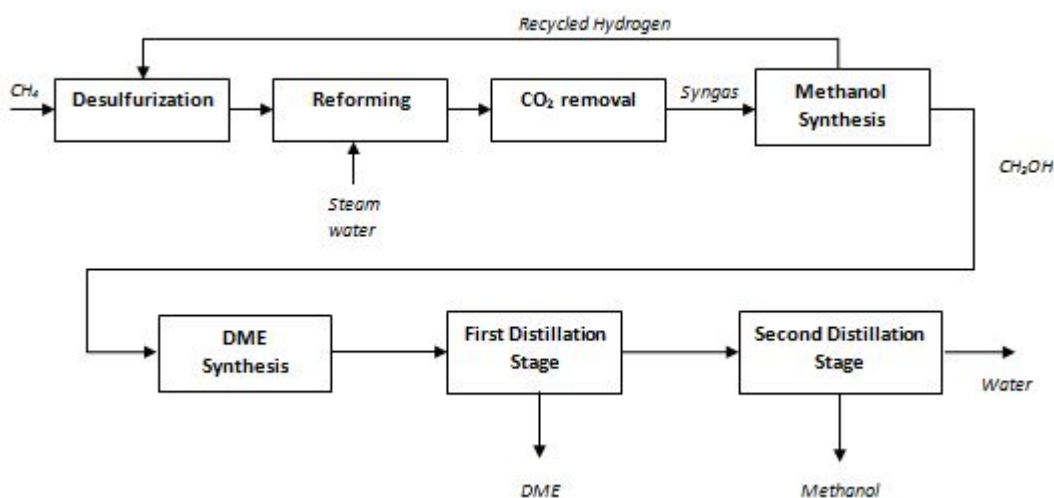 Recycled Hydrogen
CH₄
Desulfurization
Reforming
CO₂ removal
Syngas
Methanol
Synthesis
CH₃OH
Steam
water
DME
Synthesis
First Distillation
Stage
Second Distillation
Stage
Water
DME
Methanol